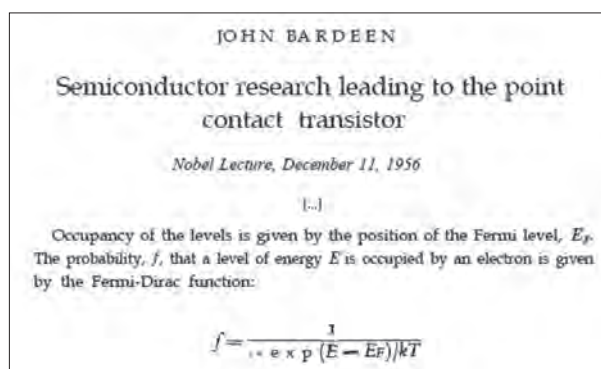 JOHN BARDEEN
Semiconductor research leading to the point
contact transistor
Nobel Lecture, December 11, 1956
[...]
Occupancy of the levels is given by the position of the Fermi level, E_F.
The probability, f, that a level of energy E is occupied by an electron is given
by the Fermi-Dirac function:
f = 1
exp (E − E_F)/kT